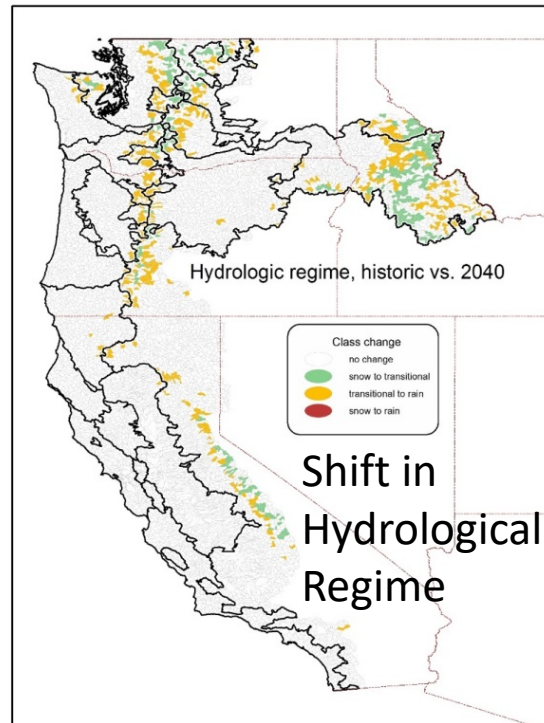 Hydrologic regime, historic vs. 2040
Class change
no change
snow to transitional
transitional to rain
snow to rain
Shift in
Hydrological
Regime